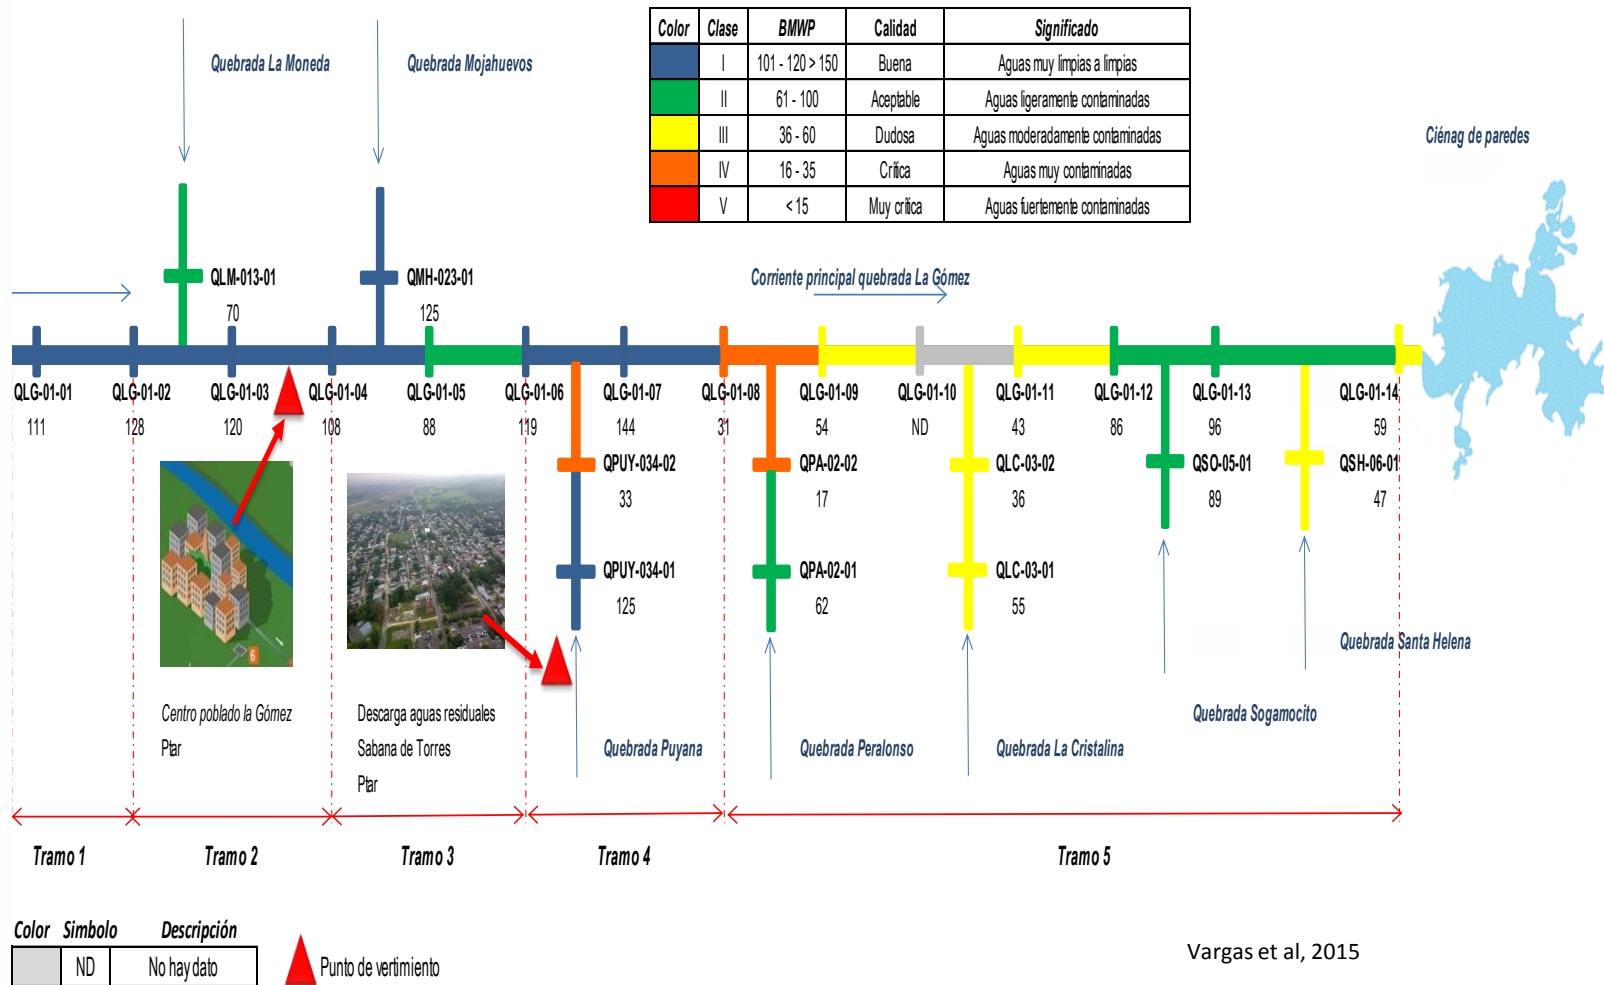 Quebrada La Moneda
Quebrada Mojahuevos
Color Clase BMWP Calidad Significado
I 101 - 120 > 150 Buena Aguas muy limpias a limpias
II 61 - 100 Aceptable Aguas ligeramente contaminadas
III 36 - 60 Dudosa Aguas moderadamente contaminadas
IV 16 - 35 Crítica Aguas muy contaminadas
V < 15 Muy crítica Aguas fuertemente contaminadas
Ciénag de paredes
QLM-013-01
70
QMH-023-01
125
Corriente principal quebrada La Gómez
QLG-01-01 QLG-01-02 QLG-01-03 QLG-01-04 QLG-01-05 QLG-01-06 QLG-01-07 QLG-01-08 QLG-01-09 QLG-01-10 QLG-01-11 QLG-01-12 QLG-01-13 QLG-01-14
111 128 120 108 88 119 144 31 54 ND 43 86 96 59
QPUY-034-02 QPA-02-02 QLC-03-02 QSO-05-01 QSH-06-01
33 17 36 89 47
QPUY-034-01 QPA-02-01 QLC-03-01
125 62 55
6
Quebrada Santa Helena
Centro poblado la Gómez
Ptar
Descarga aguas residuales
Sabana de Torres
Ptar
Quebrada Sogamocito
Quebrada Puyana
Quebrada Peralonso
Quebrada La Cristalina
Tramo 1 Tramo 2 Tramo 3 Tramo 4 Tramo 5
Color Simbolo Descripción
ND No hay dato
Punto de vertimiento
Vargas et al, 2015